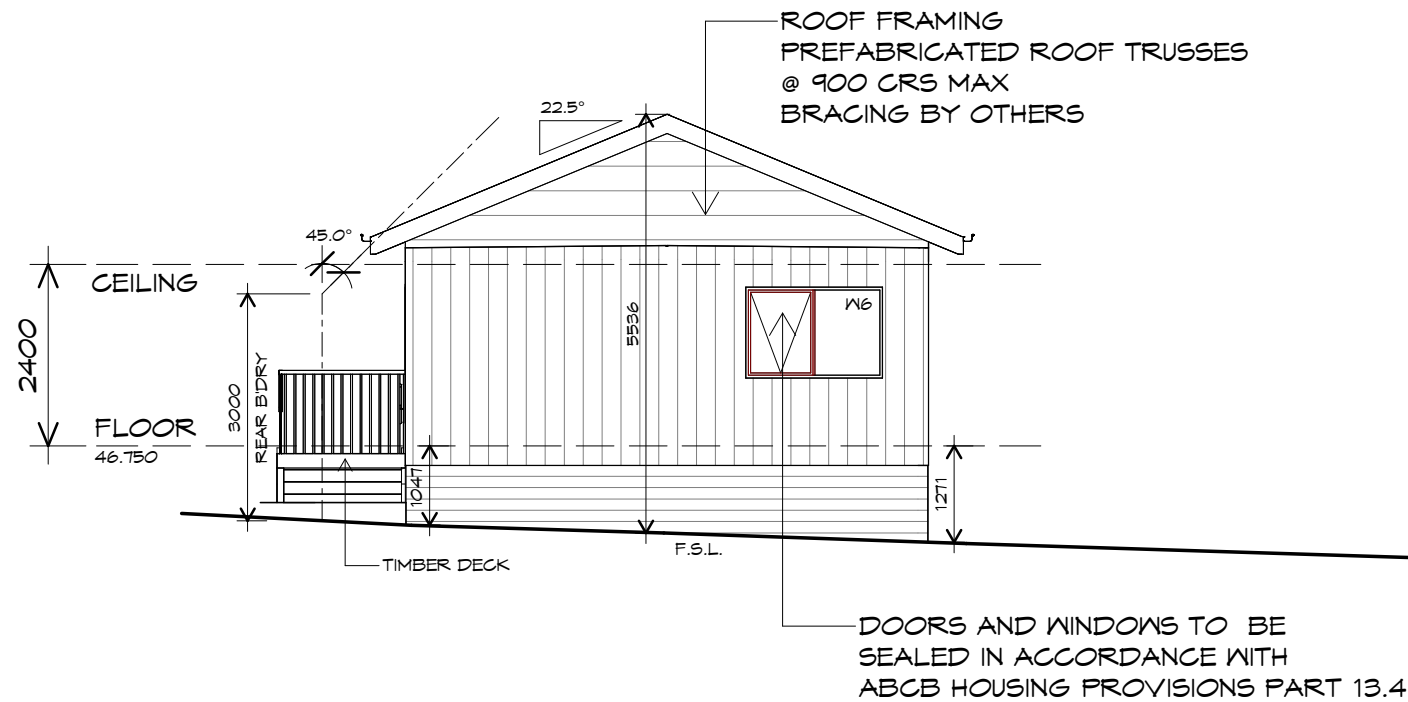 ROOF FRAMING
PREFABRICATED ROOF TRUSSES
@ 900 CRS MAX
BRACING BY OTHERS
22.5°
45.0°
CEILING
2400
3000
REAR B'DRY
5536
W6
FLOOR
46.750
1047
1271
F.S.L.
TIMBER DECK
DOORS AND WINDOWS TO BE
SEALED IN ACCORDANCE WITH
ABCB HOUSING PROVISIONS PART 13.4